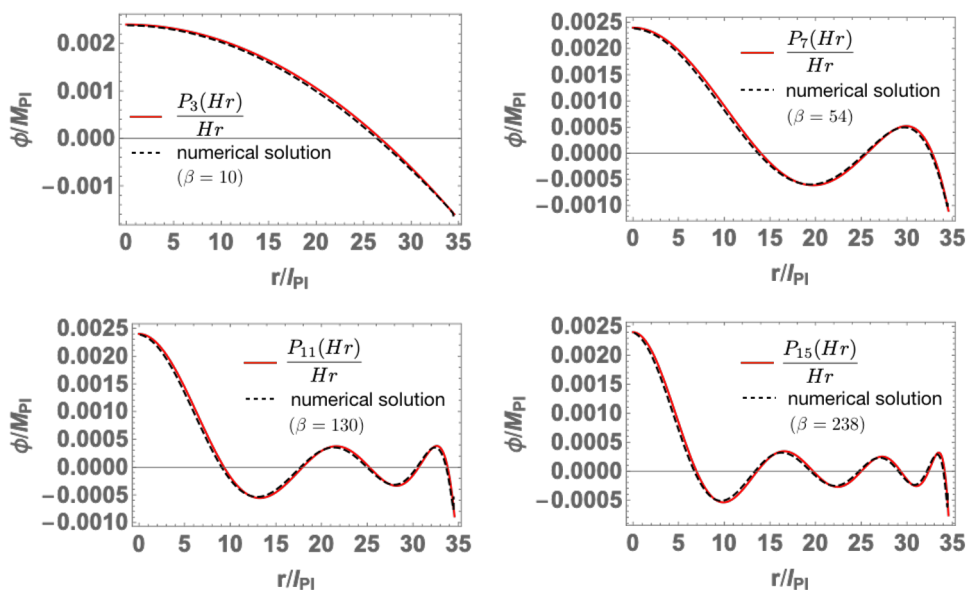 0.002
0.001
0.000
−0.001
ϕ/M_Pl
P_3(Hr)
Hr
numerical solution
(β = 10)
0 5 10 15 20 25 30 35
r/l_Pl
0.0025
0.0020
0.0015
0.0010
0.0005
0.0000
−0.0005
−0.0010
ϕ/M_Pl
P_7(Hr)
Hr
numerical solution
(β = 54)
0 5 10 15 20 25 30 35
r/l_Pl
0.0025
0.0020
0.0015
0.0010
0.0005
0.0000
−0.0005
−0.0010
ϕ/M_Pl
P_11(Hr)
Hr
numerical solution
(β = 130)
0 5 10 15 20 25 30 35
r/l_Pl
0.0025
0.0020
0.0015
0.0010
0.0005
0.0000
−0.0005
ϕ/M_Pl
P_15(Hr)
Hr
numerical solution
(β = 238)
0 5 10 15 20 25 30 35
r/l_Pl